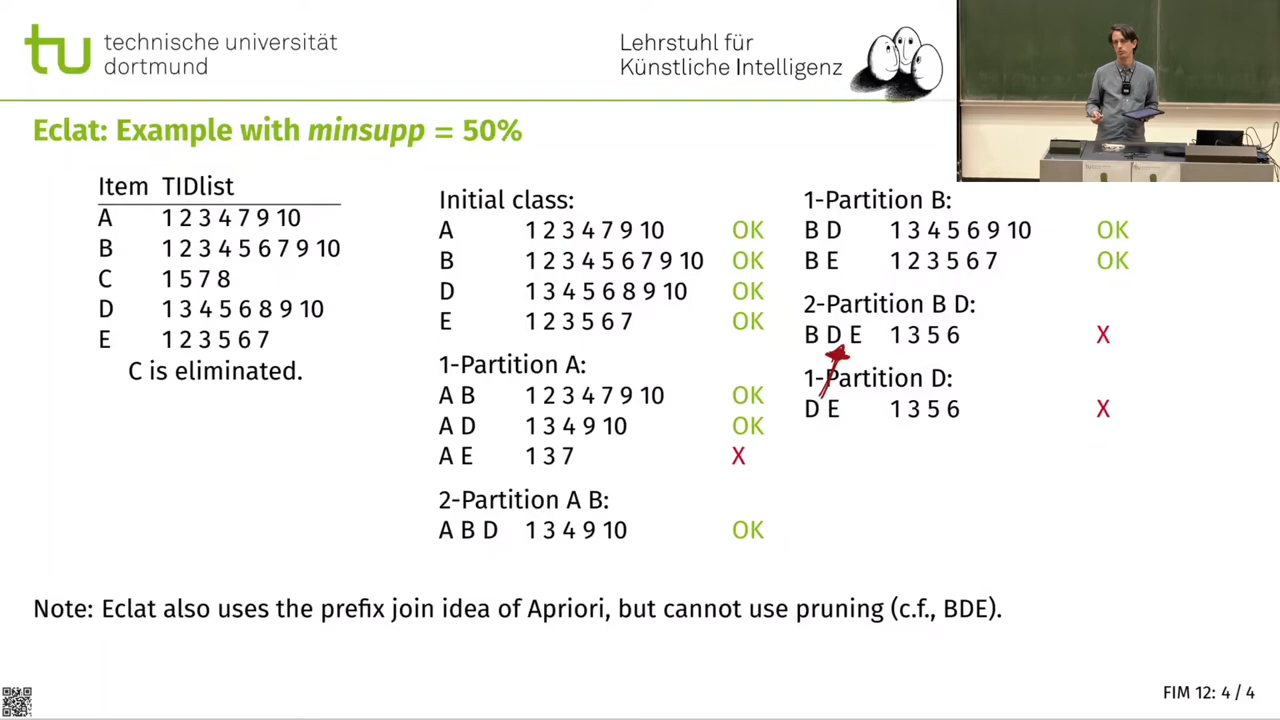 technische universität
dortmund
Lehrstuhl für
Künstliche Intelligenz
Eclat: Example with minsupp = 50%
Item TIDlist
A 1 2 3 4 7 9 10
B 1 2 3 4 5 6 7 9 10
C 1 5 7 8
D 1 3 4 5 6 8 9 10
E 1 2 3 5 6 7
C is eliminated.
Initial class:
A 1 2 3 4 7 9 10 OK
B 1 2 3 4 5 6 7 9 10 OK
D 1 3 4 5 6 8 9 10 OK
E 1 2 3 5 6 7 OK
1-Partition A:
A B 1 2 3 4 7 9 10 OK
A D 1 3 4 9 10 OK
A E 1 3 7 X
2-Partition A B:
A B D 1 3 4 9 10 OK
1-Partition B:
B D 1 3 4 5 6 9 10 OK
B E 1 2 3 5 6 7 OK
2-Partition B D:
B D E 1 3 5 6 X
1-Partition D:
D E 1 3 5 6 X
Note: Eclat also uses the prefix join idea of Apriori, but cannot use pruning (c.f., BDE).
FIM 12: 4 / 4